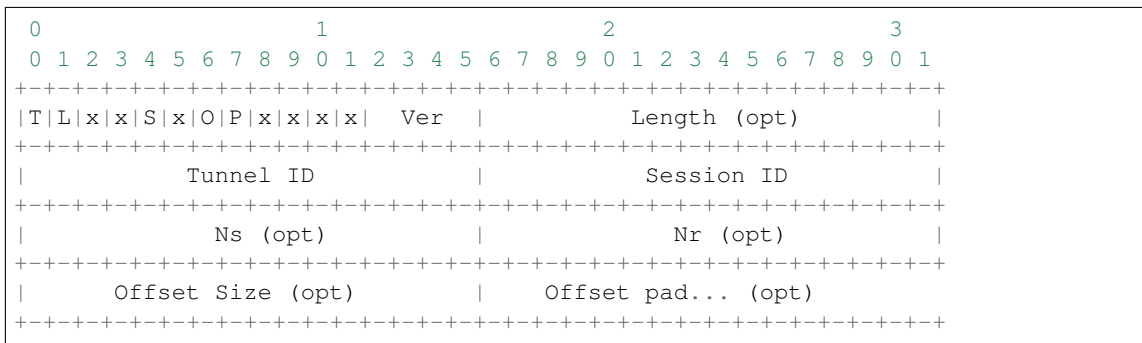 0                   1                   2                   3
 0 1 2 3 4 5 6 7 8 9 0 1 2 3 4 5 6 7 8 9 0 1 2 3 4 5 6 7 8 9 0 1
+-+-+-+-+-+-+-+-+-+-+-+-+-+-+-+-+-+-+-+-+-+-+-+-+-+-+-+-+-+-+-+-+
|T|L|x|x|S|x|O|P|x|x|x|x|  Ver  |          Length (opt)         |
+-+-+-+-+-+-+-+-+-+-+-+-+-+-+-+-+-+-+-+-+-+-+-+-+-+-+-+-+-+-+-+-+
|           Tunnel ID           |           Session ID          |
+-+-+-+-+-+-+-+-+-+-+-+-+-+-+-+-+-+-+-+-+-+-+-+-+-+-+-+-+-+-+-+-+
|             Ns (opt)          |             Nr (opt)          |
+-+-+-+-+-+-+-+-+-+-+-+-+-+-+-+-+-+-+-+-+-+-+-+-+-+-+-+-+-+-+-+-+
|      Offset Size (opt)        |    Offset pad... (opt)
+-+-+-+-+-+-+-+-+-+-+-+-+-+-+-+-+-+-+-+-+-+-+-+-+-+-+-+-+-+-+-+-+